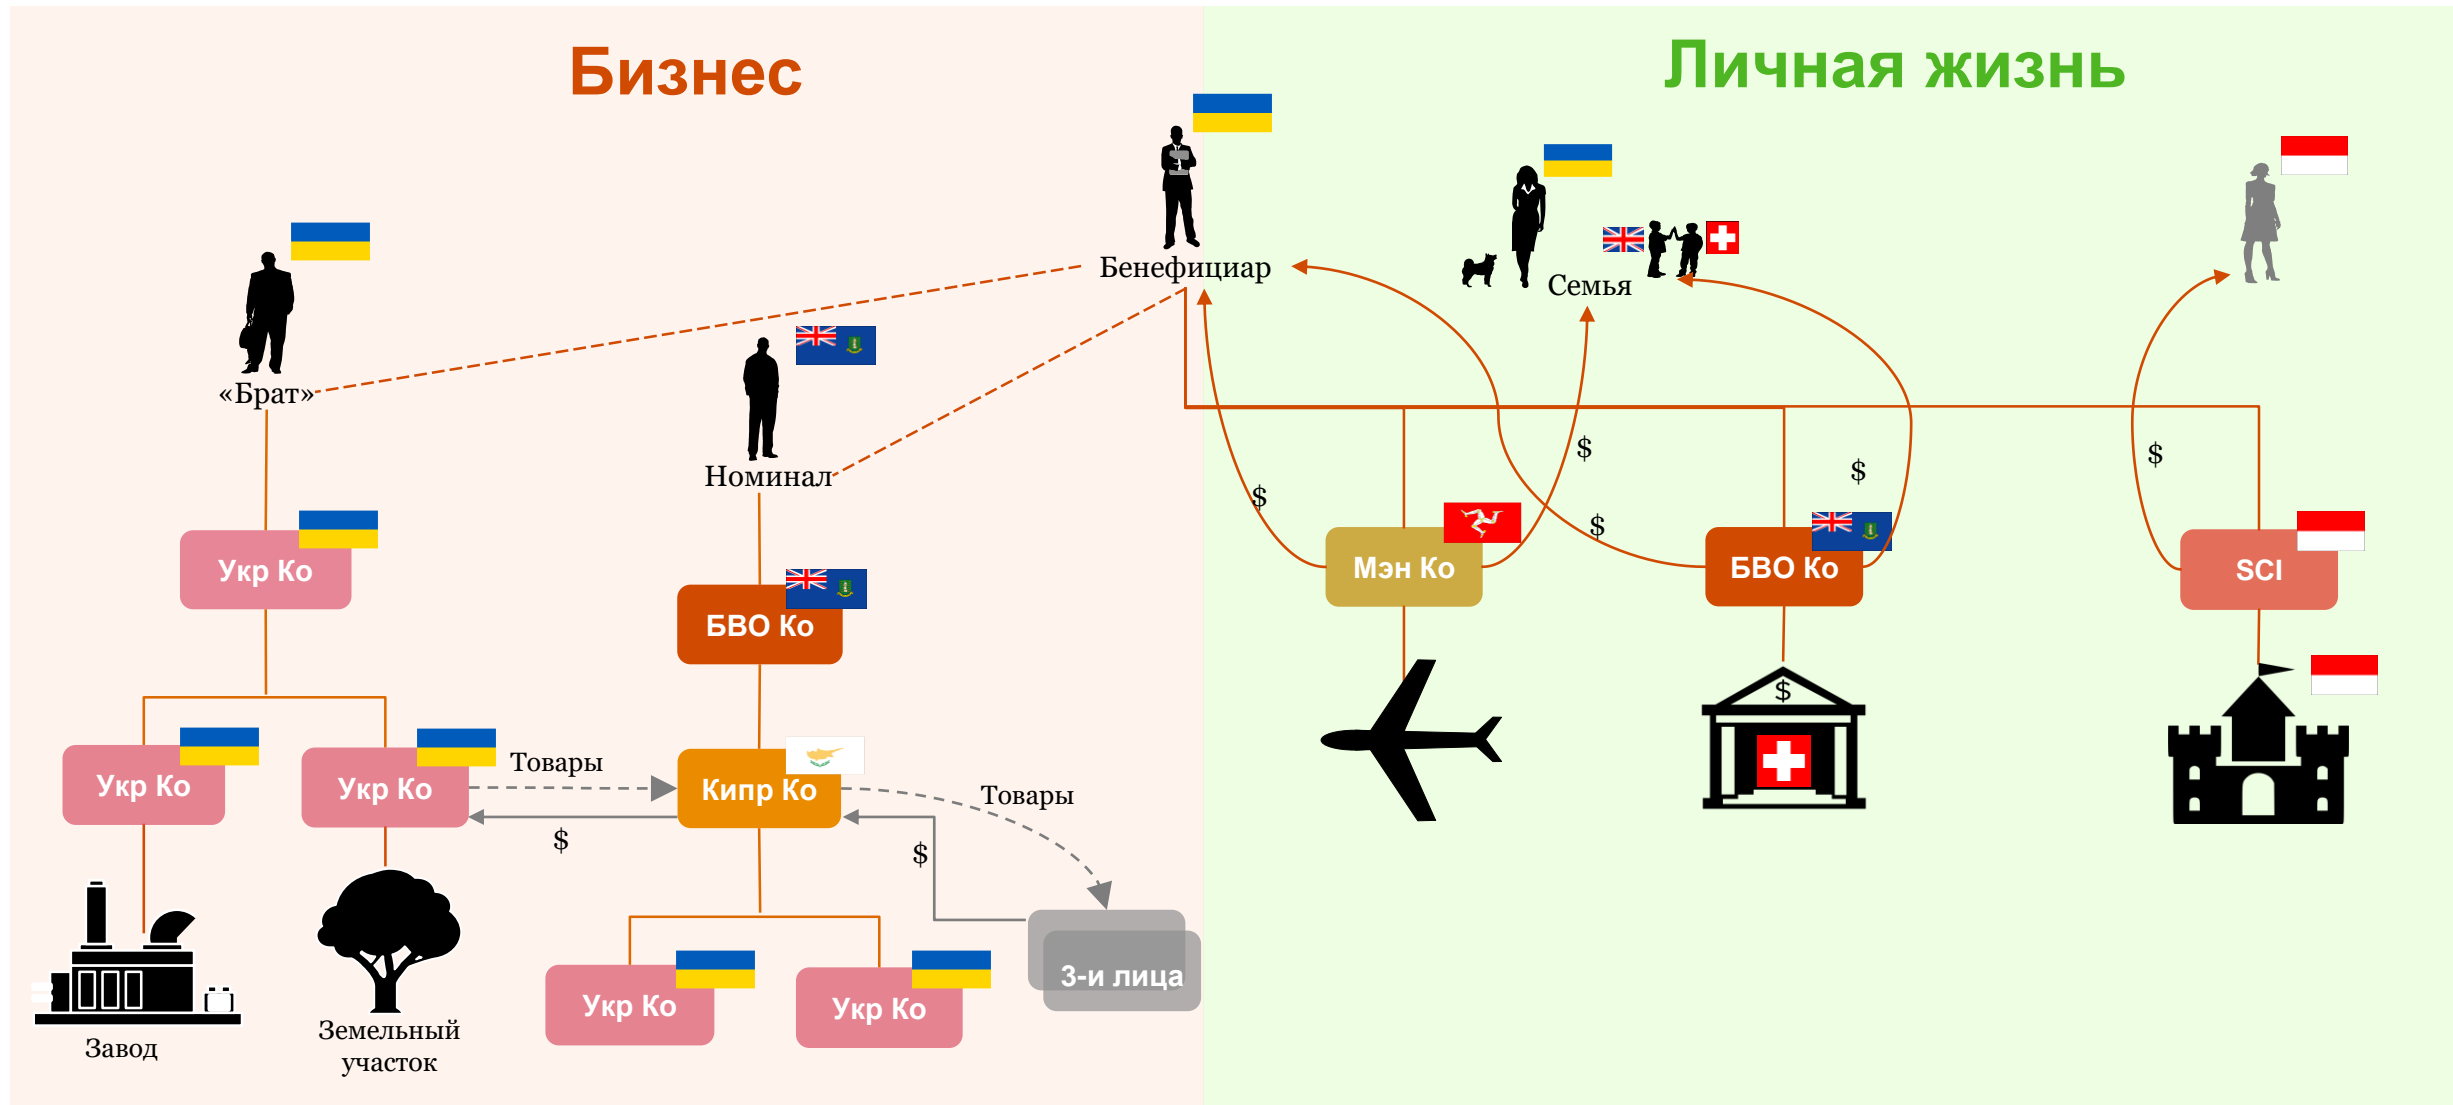 Бизнес
Личная жизнь
Бенефициар
Семья
«Брат»
Номинал
$
$
$
$
$
Укр Ко
БВО Ко
Мэн Ко
БВО Ко
SCI
$
Укр Ко
Укр Ко
Товары
Кипр Ко
Товары
$
$
3-и лица
Укр Ко
Укр Ко
Завод
Земельный
участок